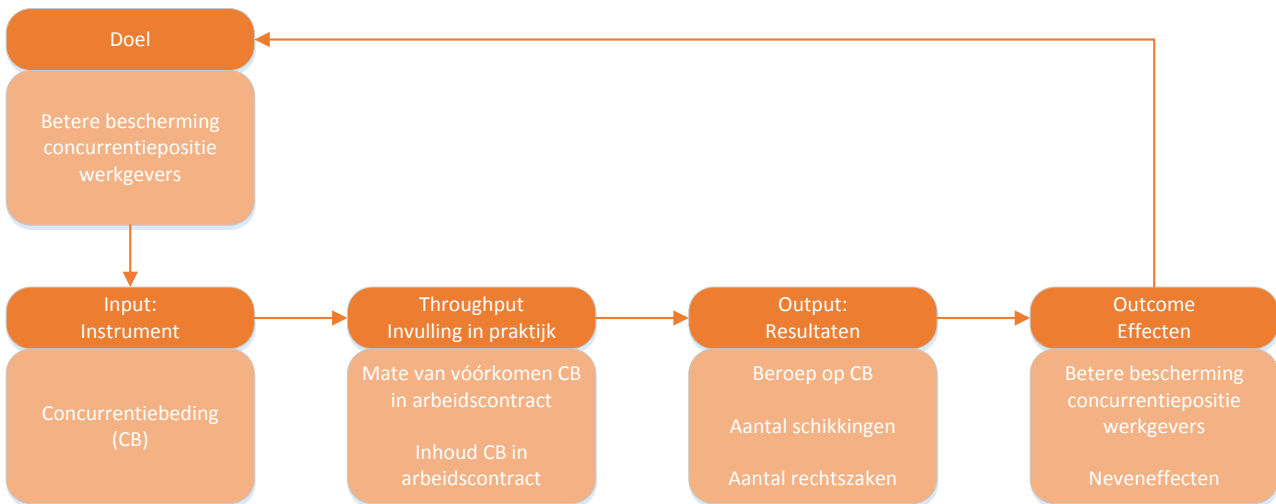 Doel
Betere bescherming
concurrentiepositie
werkgevers
Input:
Instrument
Concurrentiebeding
(CB)
Throughput
Invulling in praktijk
Mate van vóórkomen CB
in arbeidscontract
Inhoud CB in
arbeidscontract
Output:
Resultaten
Beroep op CB
Aantal schikkingen
Aantal rechtszaken
Outcome
Effecten
Betere bescherming
concurrentiepositie
werkgevers
Neveneffecten